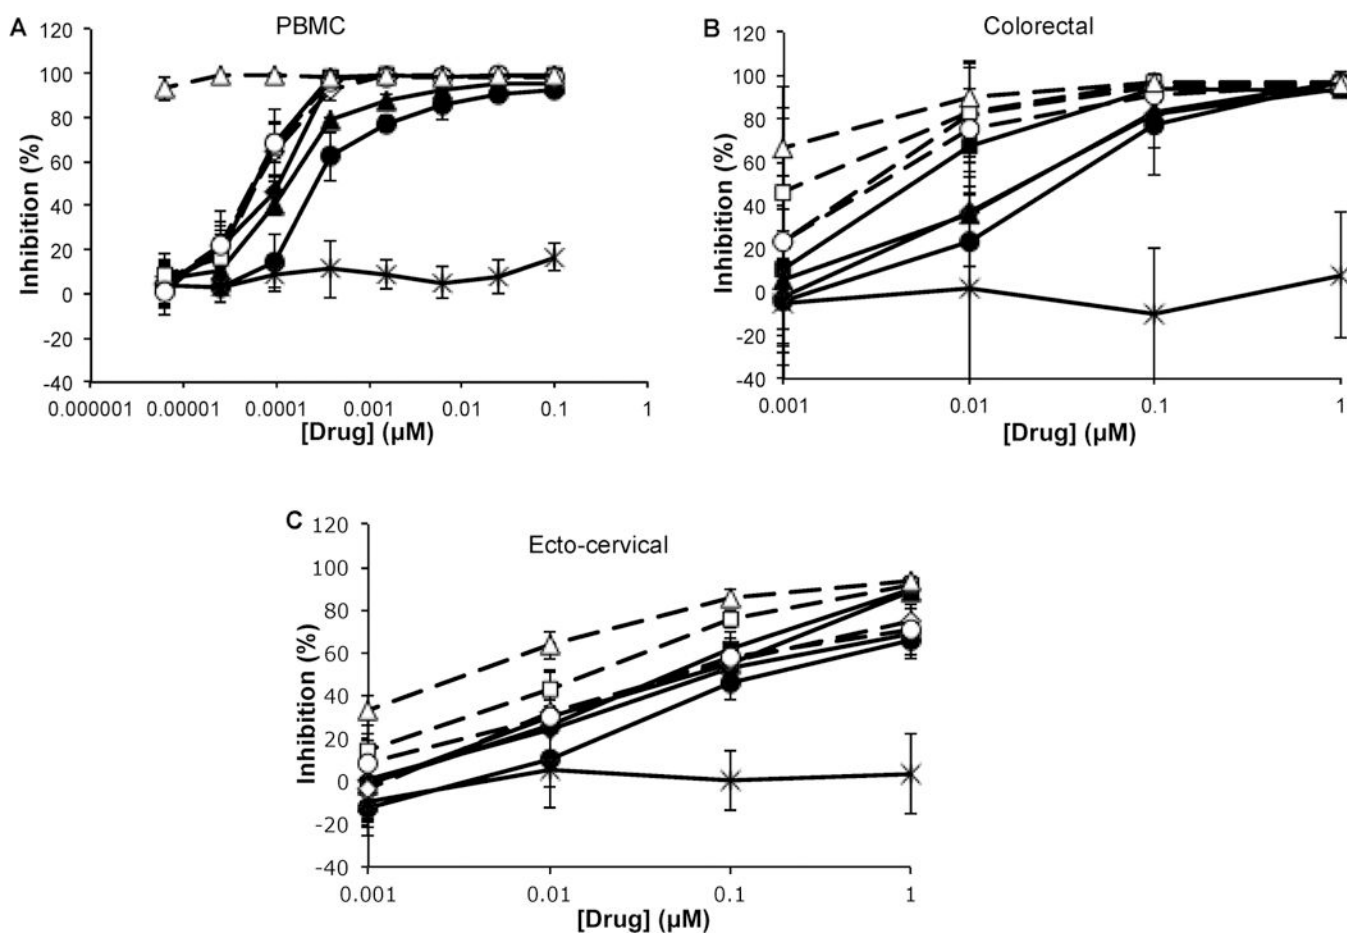 A
PBMC
120
100
80
60
40
20
0
-20
-40
Inhibition (%)
0.000001 0.00001 0.0001 0.001 0.01 0.1 1
[Drug] (µM)
B
Colorectal
120
100
80
60
40
20
0
-20
-40
Inhibition (%)
0.001 0.01 0.1 1
[Drug] (µM)
C
Ecto-cervical
120
100
80
60
40
20
0
-20
-40
Inhibition (%)
0.001 0.01 0.1 1
[Drug] (µM)